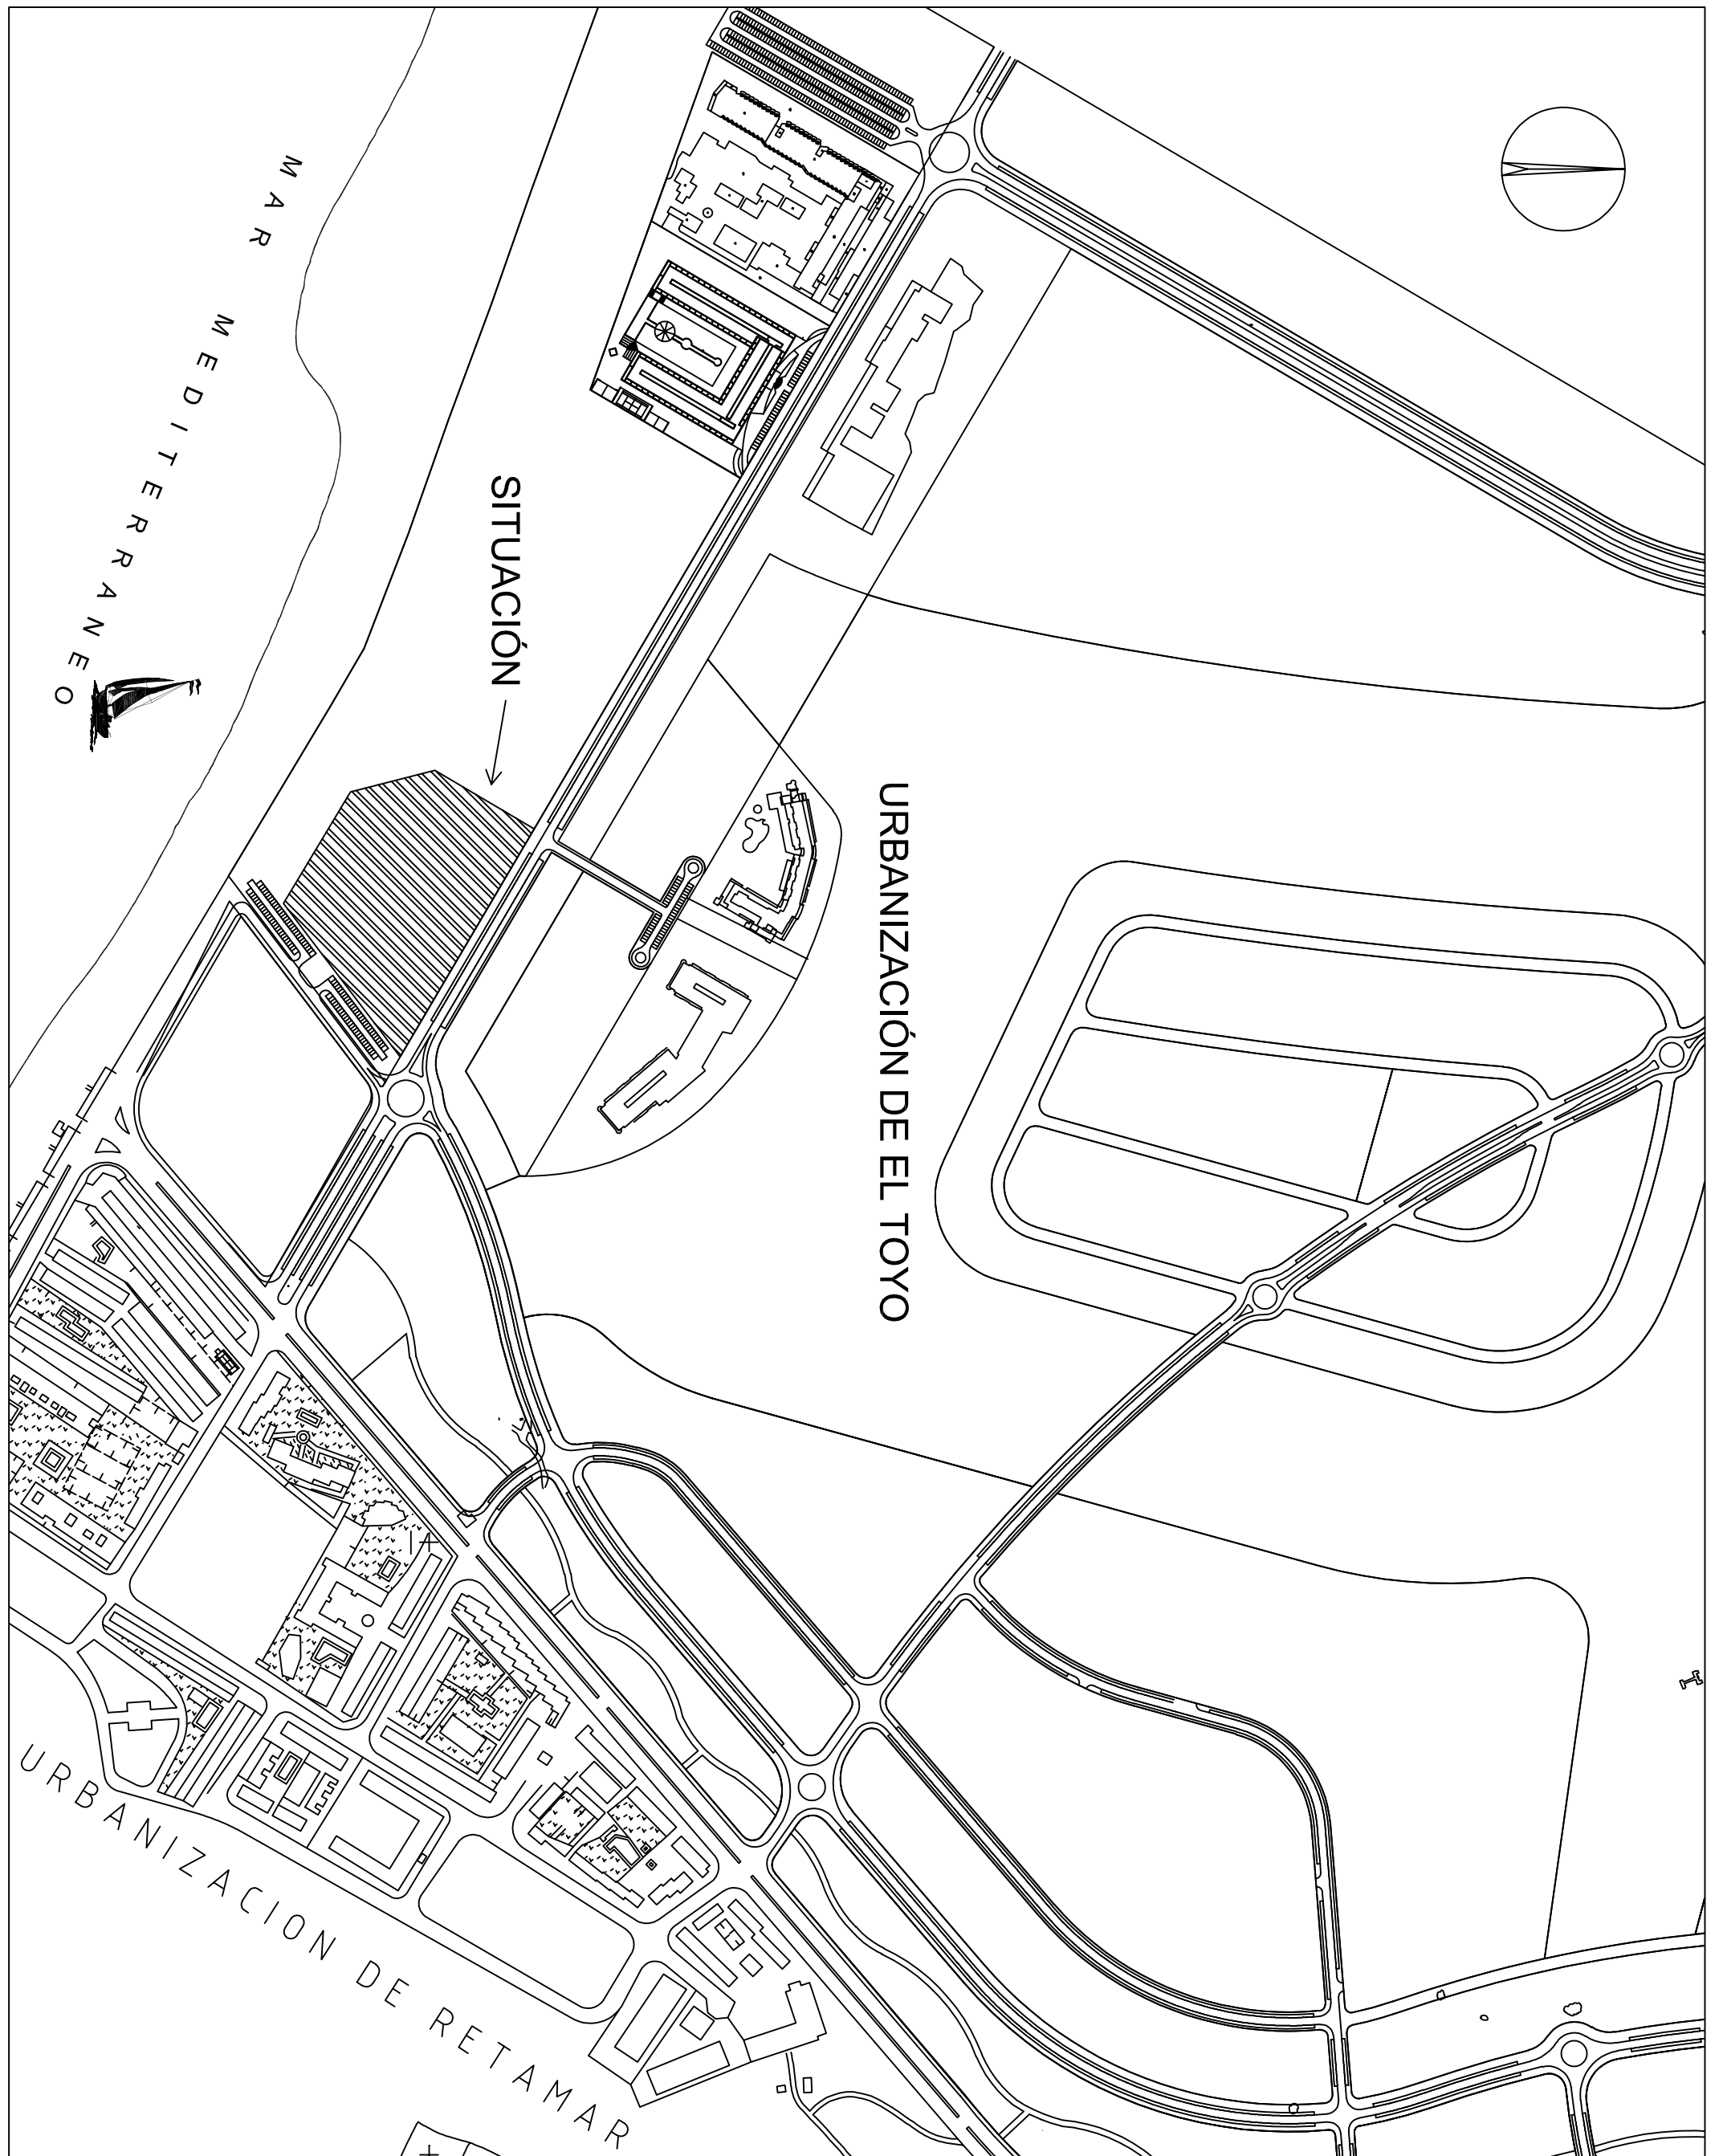 MAR MEDITERRANEO
SITUACIÓN
URBANIZACIÓN DE EL TOYO
URBANIZACION DE RETAMAR